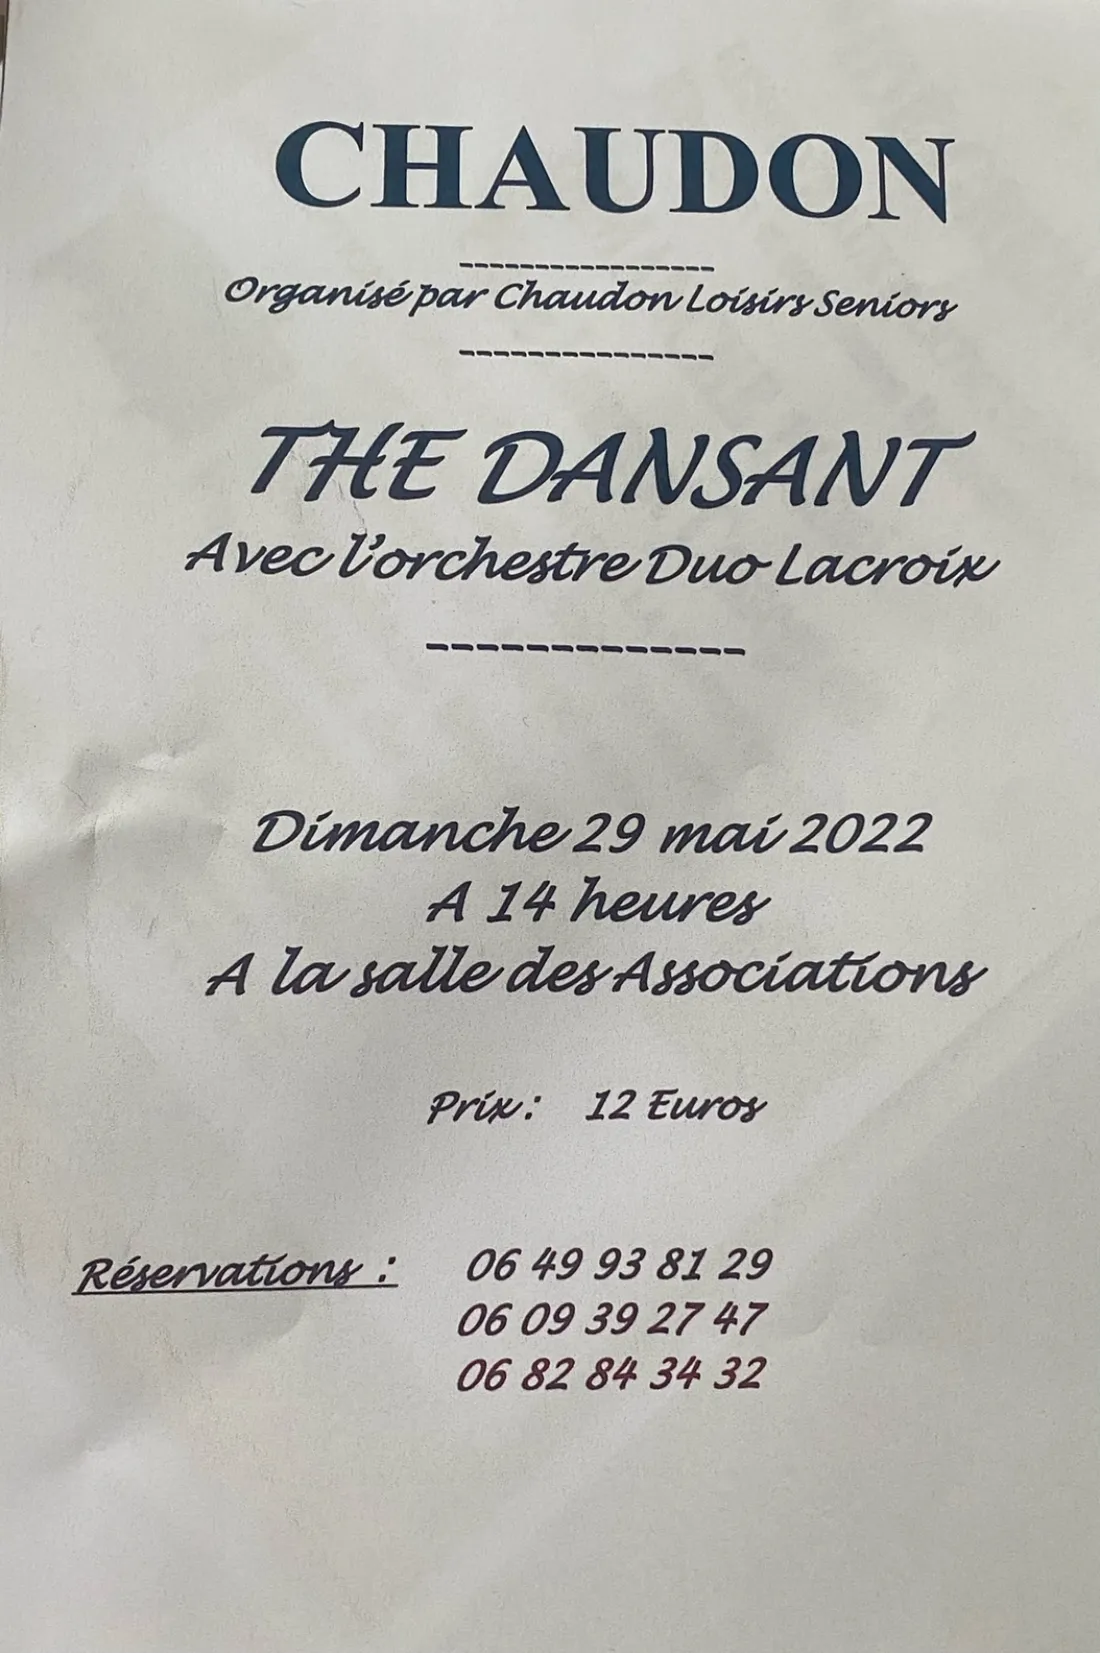 CHAUDON
-----------------
Organisé par Chaudon Loisirs Seniors
-----------------
THE DANSANT
Avec l'orchestre Duo Lacroix
-------------
Dimanche 29 mai 2022
A 14 heures
A la salle des Associations
Prix : 12 Euros
Réservations : 06 49 93 81 29
06 09 39 27 47
06 82 84 34 32